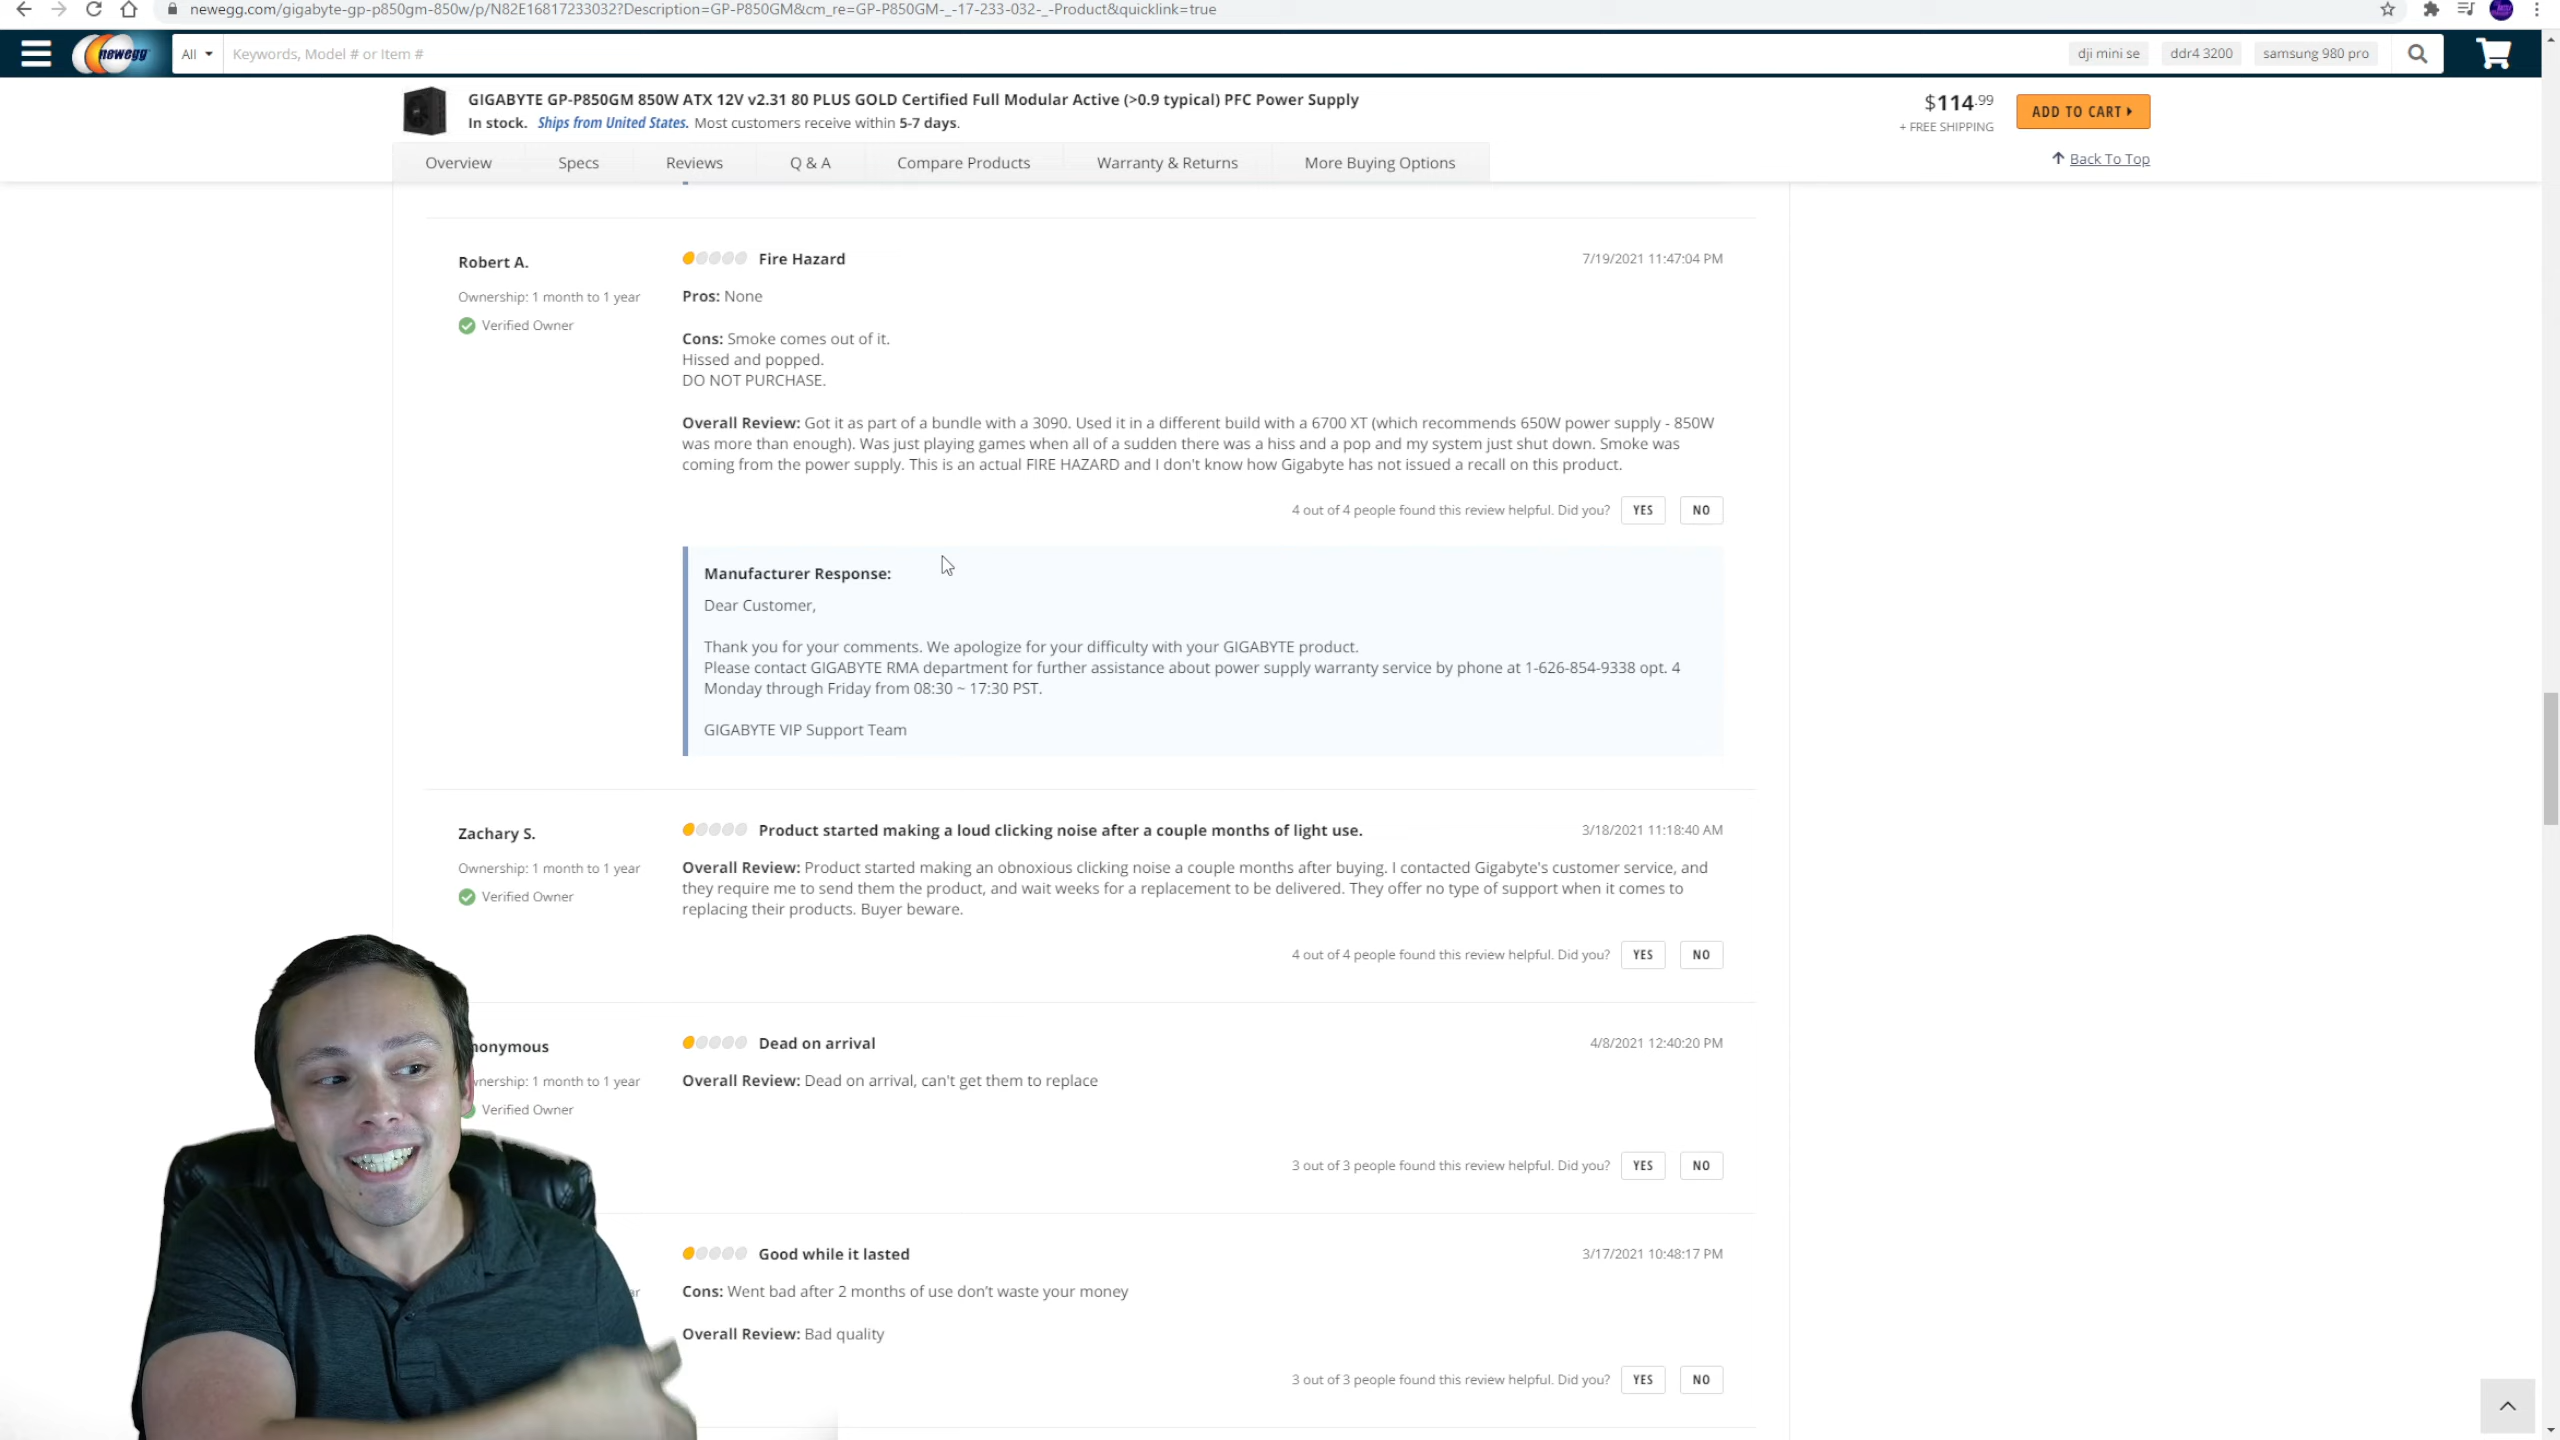 newegg.com/gigabyte-gp-p850gm-850w/p/N82E16817233032?Description=GP-P850GM&cm_re=GP-P850GM-_-17-233-032-_-Product&quicklink=true
newegg All Keywords, Model # or Item # dji mini se ddr4 3200 samsung 980 pro
GIGABYTE GP-P850GM 850W ATX 12V v2.31 80 PLUS GOLD Certified Full Modular Active (>0.9 typical) PFC Power Supply
In stock. Ships from United States. Most customers receive within 5-7 days.
$114.99
+ FREE SHIPPING
ADD TO CART
Overview Specs Reviews Q & A Compare Products Warranty & Returns More Buying Options
Back To Top
Robert A.
Ownership: 1 month to 1 year
Verified Owner
Fire Hazard 7/19/2021 11:47:04 PM
Pros: None
Cons: Smoke comes out of it.
Hissed and popped.
DO NOT PURCHASE.
Overall Review: Got it as part of a bundle with a 3090. Used it in a different build with a 6700 XT (which recommends 650W power supply - 850W
was more than enough). Was just playing games when all of a sudden there was a hiss and a pop and my system just shut down. Smoke was
coming from the power supply. This is an actual FIRE HAZARD and I don't know how Gigabyte has not issued a recall on this product.
4 out of 4 people found this review helpful. Did you? YES NO
Manufacturer Response:
Dear Customer,
Thank you for your comments. We apologize for your difficulty with your GIGABYTE product.
Please contact GIGABYTE RMA department for further assistance about power supply warranty service by phone at 1-626-854-9338 opt. 4
Monday through Friday from 08:30 ~ 17:30 PST.
GIGABYTE VIP Support Team
Zachary S.
Ownership: 1 month to 1 year
Verified Owner
Product started making a loud clicking noise after a couple months of light use. 3/18/2021 11:18:40 AM
Overall Review: Product started making an obnoxious clicking noise a couple months after buying. I contacted Gigabyte's customer service, and
they require me to send them the product, and wait weeks for a replacement to be delivered. They offer no type of support when it comes to
replacing their products. Buyer beware.
4 out of 4 people found this review helpful. Did you? YES NO
nonymous
wnership: 1 month to 1 year
Verified Owner
Dead on arrival 4/8/2021 12:40:20 PM
Overall Review: Dead on arrival, can't get them to replace
3 out of 3 people found this review helpful. Did you? YES NO
Good while it lasted 3/17/2021 10:48:17 PM
Cons: Went bad after 2 months of use don't waste your money
Overall Review: Bad quality
3 out of 3 people found this review helpful. Did you? YES NO